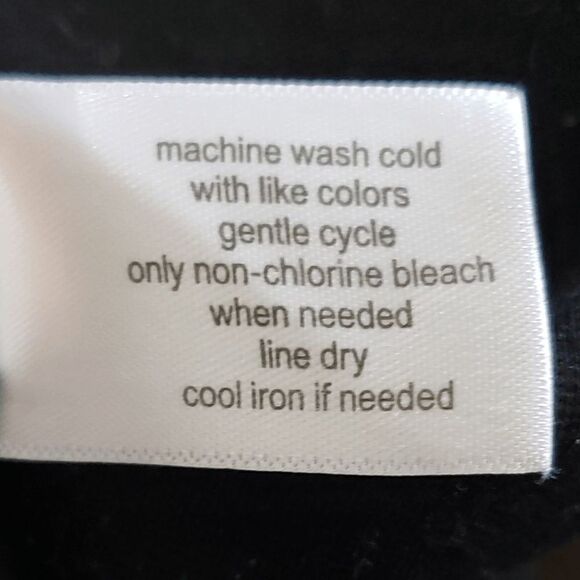 machine wash cold
with like colors
gentle cycle
only non-chlorine bleach
when needed
line dry
cool iron if needed